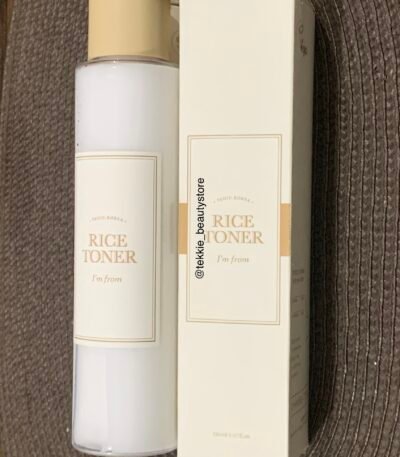 RICE
TONER
I'm from
@tekkie_beautystore
RICE
TONER
I'm from